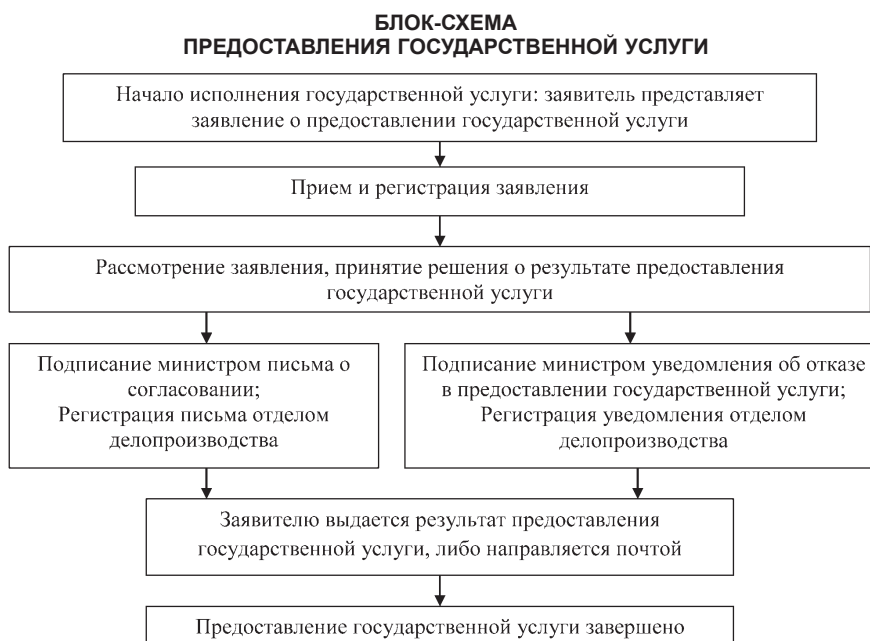 БЛОК-СХЕМА
ПРЕДОСТАВЛЕНИЯ ГОСУДАРСТВЕННОЙ УСЛУГИ
Начало исполнения государственной услуги: заявитель представляет
заявление о предоставлении государственной услуги
Прием и регистрация заявления
Рассмотрение заявления, принятие решения о результате предоставления
государственной услуги
Подписание министром письма о
согласовании;
Регистрация письма отделом
делопроизводства
Подписание министром уведомления об отказе
в предоставлении государственной услуги;
Регистрация уведомления отделом
делопроизводства
Заявителю выдается результат предоставления
государственной услуги, либо направляется почтой
Предоставление государственной услуги завершено